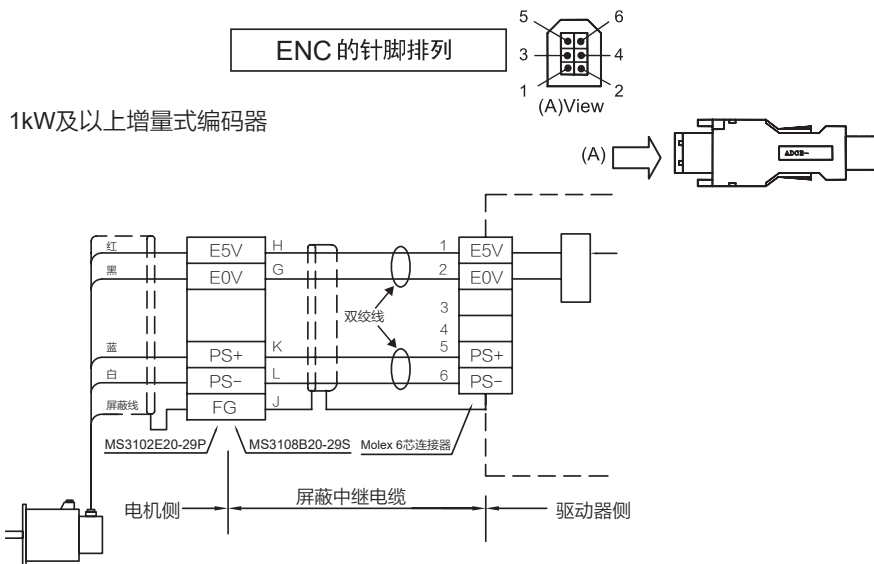 ENC 的针脚排列
5 6
3 4
1 2
(A)View
1kW及以上增量式编码器
(A)
ADGE-
红 E5V H 1 E5V
黑 E0V G 2 E0V
3
双绞线
4
蓝 PS+ K 5 PS+
白 PS- L 6 PS-
屏蔽线 FG J
MS3102E20-29P MS3108B20-29S Molex 6芯连接器
电机侧 屏蔽中继电缆 驱动器侧